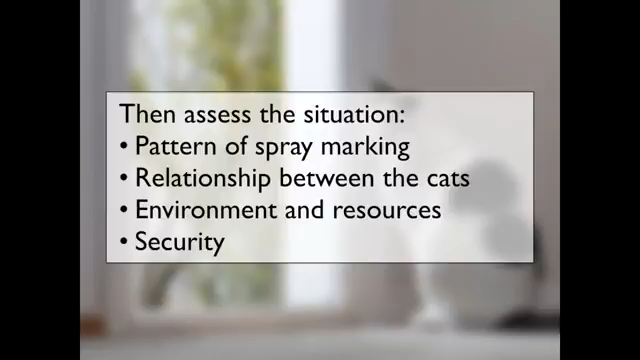 Then assess the situation:
• Pattern of spray marking
• Relationship between the cats
• Environment and resources
• Security